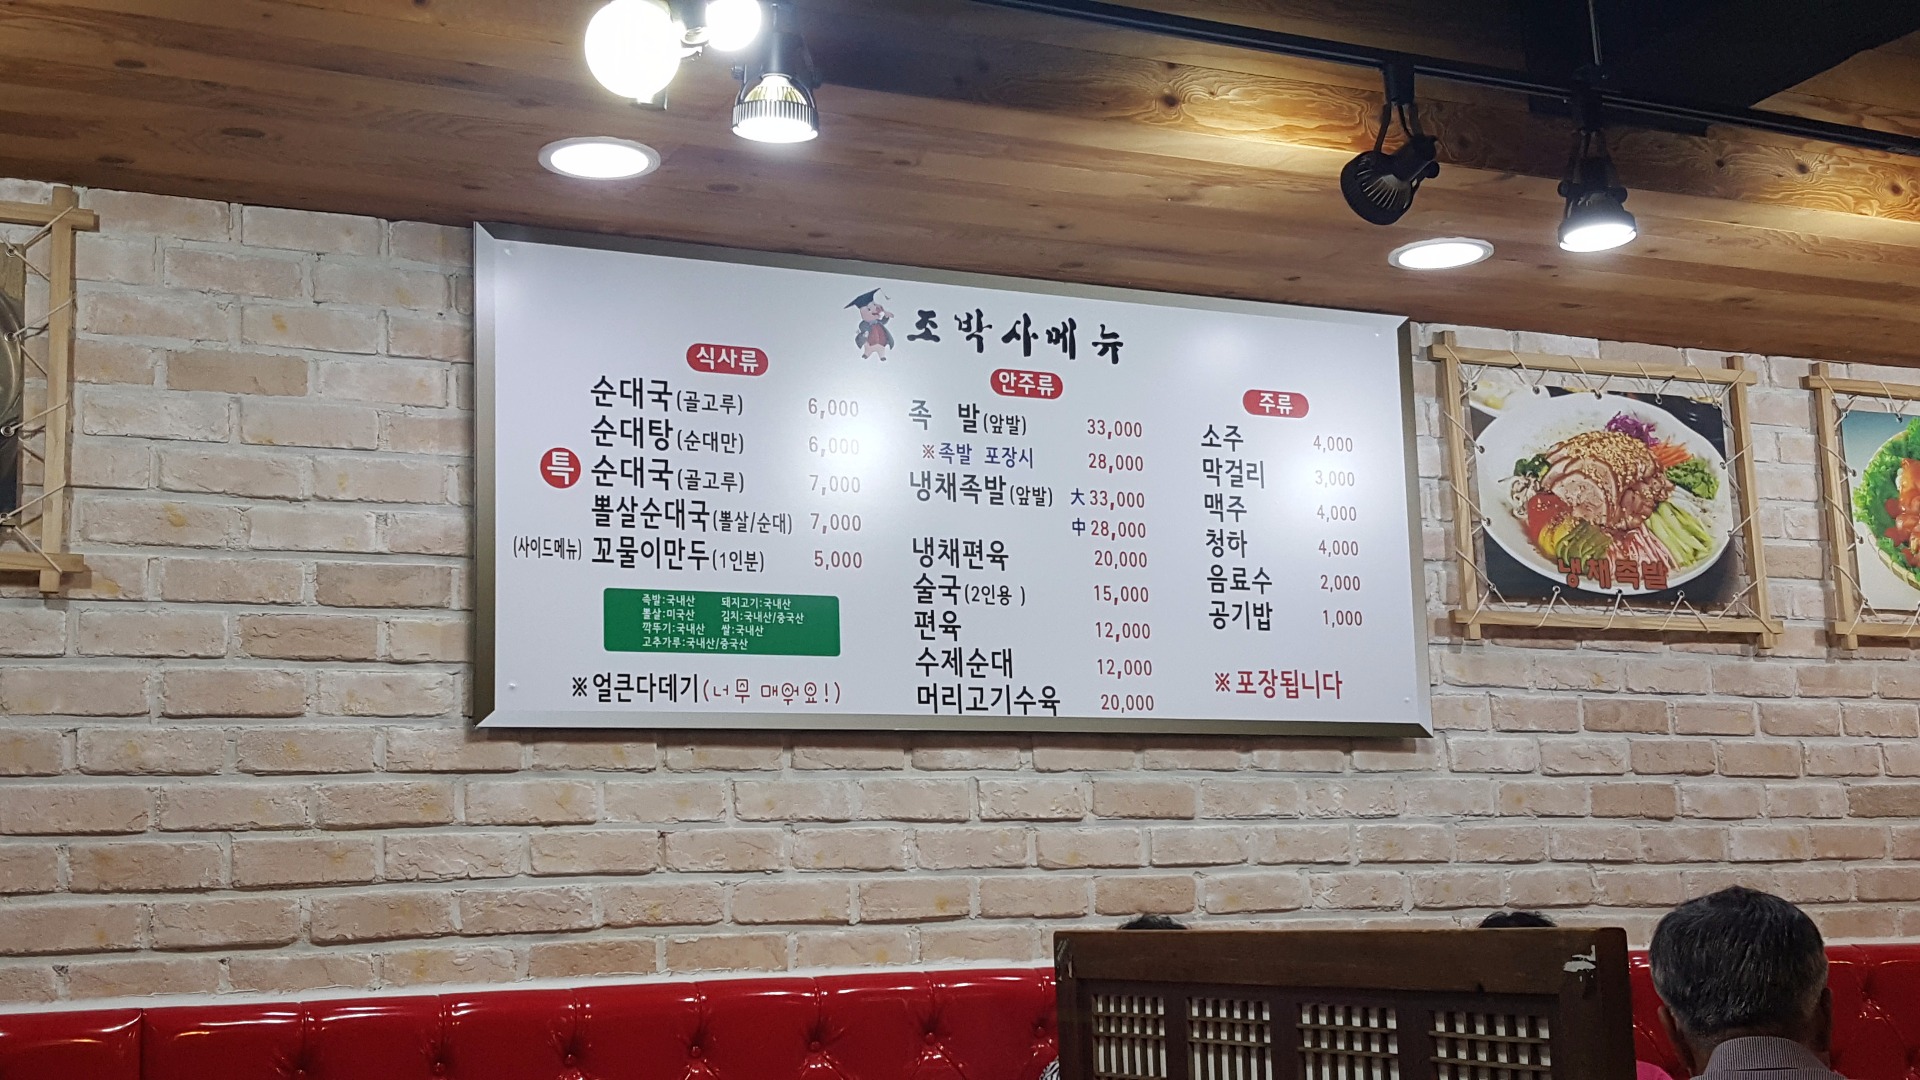 조박사메뉴
식사류
순대국(골고루) 6,000
순대탕(순대만) 6,000
특 순대국(골고루) 7,000
뽈살순대국(뽈살/순대) 7,000
(사이드메뉴) 꼬물이만두(1인분) 5,000
족발:국내산 돼지고기:국내산
뽈살:미국산 김치:국내산/중국산
깍뚜기:국내산 쌀:국내산
고추가루:국내산/중국산
※얼큰다데기(너무 매워요!)
안주류
족 발(앞발) 33,000
※족발 포장시 28,000
냉채족발(앞발) 大 33,000
中 28,000
냉채편육 20,000
술국(2인용 ) 15,000
편육 12,000
수제순대 12,000
머리고기수육 20,000
주류
소주 4,000
막걸리 3,000
맥주 4,000
청하 4,000
음료수 2,000
공기밥 1,000
※포장됩니다
냉채족발